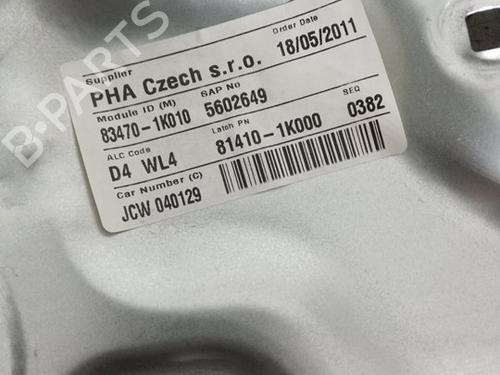 Supplier
Order Date
PHA Czech s.r.o.
18/05/2011
Module ID (M)
SAP No
83470-1K010
5602649
ALC Code
Latch PN
SEQ
D4 WL4
81410-1K000
0382
Car Number (C)
JCW 040129
B-PARTS